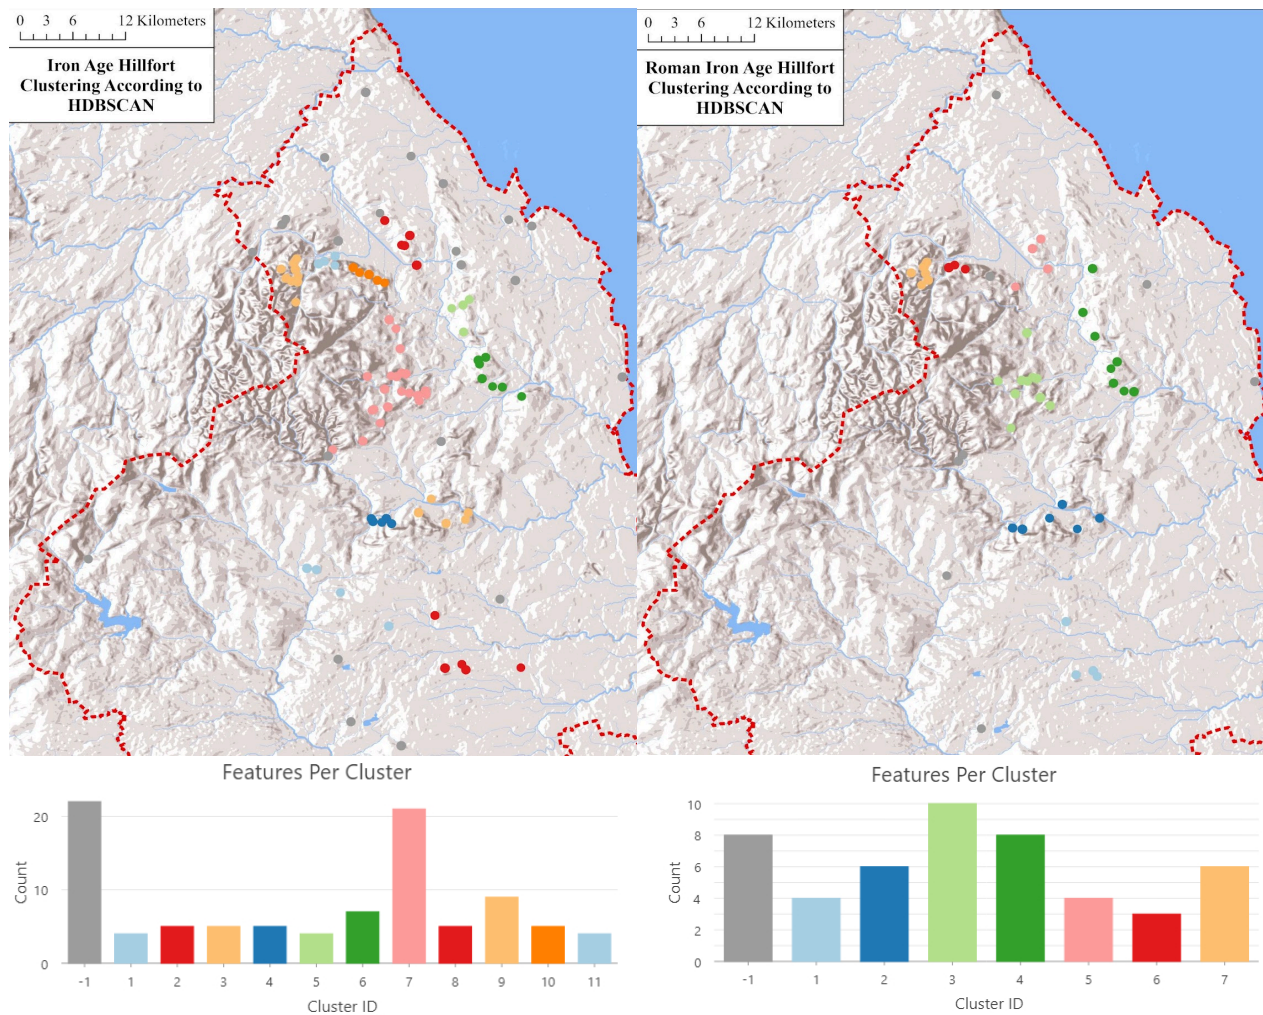 0 3 6 12 Kilometers
Iron Age Hillfort
Clustering According to
HDBSCAN
0 3 6 12 Kilometers
Roman Iron Age Hillfort
Clustering According to
HDBSCAN
Features Per Cluster
Count
20
10
0
-1 1 2 3 4 5 6 7 8 9 10 11
Cluster ID
Features Per Cluster
Count
10
8
6
4
2
0
-1 1 2 3 4 5 6 7
Cluster ID